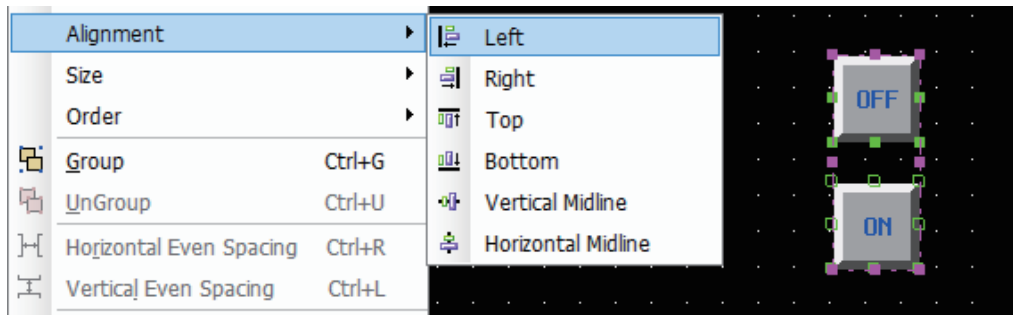 Alignment
Size
Order
Group Ctrl+G
UnGroup Ctrl+U
Horizontal Even Spacing Ctrl+R
Vertical Even Spacing Ctrl+L
Left
Right
Top
Bottom
Vertical Midline
Horizontal Midline
OFF
ON